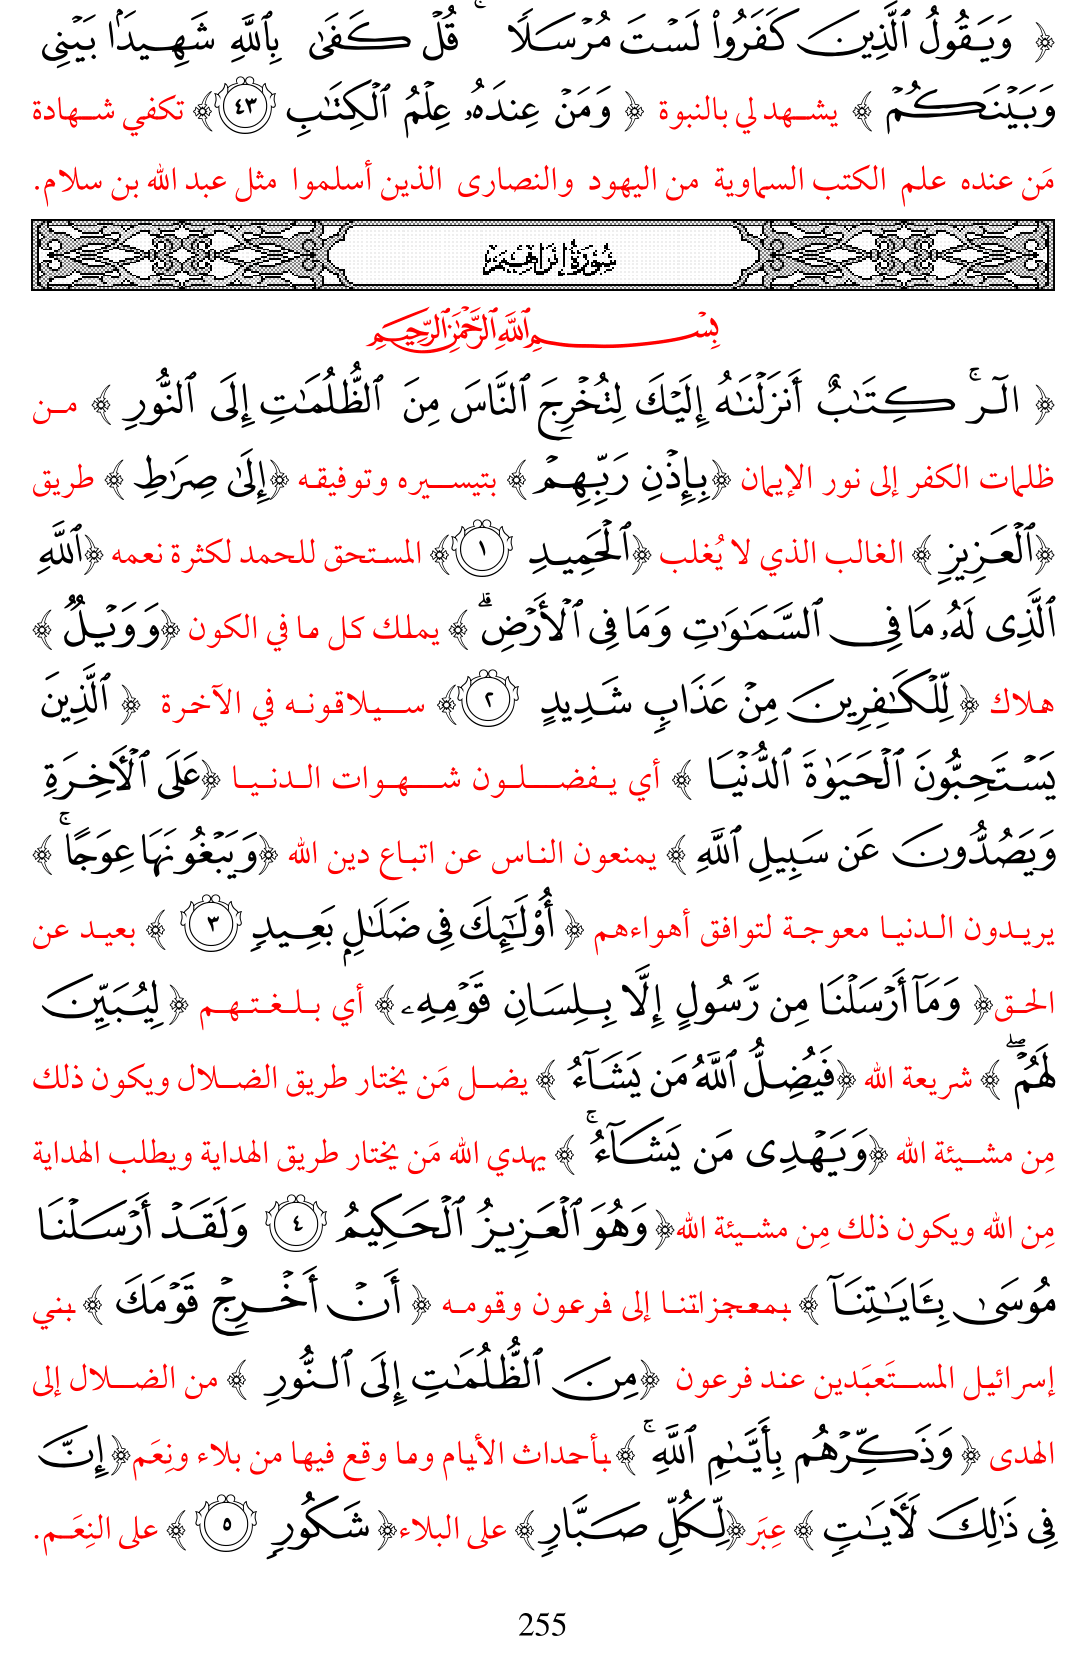 ﴿ وَيَقُولُ ٱلَّذِينَ كَفَرُواْ لَسْتَ مُرْسَلًاۚ قُلْ كَفَىٰ بِٱللَّهِ شَهِيدَۢا بَيْنِي
وَبَيْنَكُمْ ﴾ يشهد لي بالنبوة ﴿ وَمَنْ عِندَهُۥ عِلْمُ ٱلْكِتَٰبِ ٤٣﴾ تكفي شهادة
مَن عنده علم الكتب السماوية من اليهود والنصارى الذين أسلموا مثل عبد الله بن سلام.
سُورَةُ إِبْرَاهِيمَ
بِسْمِ ٱللَّهِ ٱلرَّحْمَٰنِ ٱلرَّحِيمِ
﴿ الٓرۚ كِتَٰبٌ أَنزَلْنَٰهُ إِلَيْكَ لِتُخْرِجَ ٱلنَّاسَ مِنَ ٱلظُّلُمَٰتِ إِلَى ٱلنُّورِ ﴾ من
ظلمات الكفر إلى نور الإيمان ﴿بِإِذْنِ رَبِّهِمْ ﴾ بتيسيره وتوفيقه ﴿إِلَىٰ صِرَٰطِ ﴾ طريق
﴿ٱلْعَزِيزِ ﴾ الغالب الذي لا يُغلب ﴿ٱلْحَمِيدِ ١﴾ المستحق للحمد لكثرة نعمه ﴿ٱللَّهِ
ٱلَّذِى لَهُۥ مَا فِى ٱلسَّمَٰوَٰتِ وَمَا فِى ٱلْأَرْضِۗ ﴾ يملك كل ما في الكون ﴿وَوَيْلٌ ﴾
هلاك ﴿ لِّلْكَٰفِرِينَ مِنْ عَذَابٍ شَدِيدٍ ٢﴾ سيلاقونه في الآخرة ﴿ ٱلَّذِينَ
يَسْتَحِبُّونَ ٱلْحَيَوٰةَ ٱلدُّنْيَا ﴾ أي يفضلون شهوات الدنيا ﴿عَلَى ٱلْأَخِرَةِ
وَيَصُدُّونَ عَن سَبِيلِ ٱللَّهِ ﴾ يمنعون الناس عن اتباع دين الله ﴿وَيَبْغُونَهَا عِوَجًاۚ ﴾
يريدون الدنيا معوجة لتوافق أهواءهم ﴿ أُوْلَٰٓئِكَ فِى ضَلَٰلِۭ بَعِيدٍ ٣ ﴾ بعيد عن
الحق﴿ وَمَآ أَرْسَلْنَا مِن رَّسُولٍ إِلَّا بِلِسَانِ قَوْمِهِۦ﴾ أي بلغتهم ﴿ لِيُبَيِّنَ
لَهُمْۖ ﴾ شريعة الله ﴿فَيُضِلُّ ٱللَّهُ مَن يَشَآءُ ﴾ يضل مَن يختار طريق الضلال ويكون ذلك
مِن مشيئة الله ﴿وَيَهْدِى مَن يَشَآءُۚ ﴾ يهدي الله مَن يختار طريق الهداية ويطلب الهداية
مِن الله ويكون ذلك مِن مشيئة الله﴿ وَهُوَ ٱلْعَزِيزُ ٱلْحَكِيمُ ٤ وَلَقَدْ أَرْسَلْنَا
مُوسَىٰ بِـَٔايَٰتِنَآ ﴾ بمعجزاتنا إلى فرعون وقومه ﴿ أَنْ أَخْرِجْ قَوْمَكَ ﴾ بني
إسرائيل المستَعبَدين عند فرعون ﴿مِنَ ٱلظُّلُمَٰتِ إِلَى ٱلنُّورِ ﴾ من الضلال إلى
الهدى ﴿ وَذَكِّرْهُم بِأَيَّىٰمِ ٱللَّهِۚ ﴾بأحداث الأيام وما وقع فيها من بلاء ونِعَم﴿إِنَّ
فِى ذَٰلِكَ لَأَيَٰتٍ ﴾ عِبَر﴿لِّكُلِّ صَبَّارٍ﴾ على البلاء﴿ شَكُورٍ ٥ ﴾ على النِعَم.
255